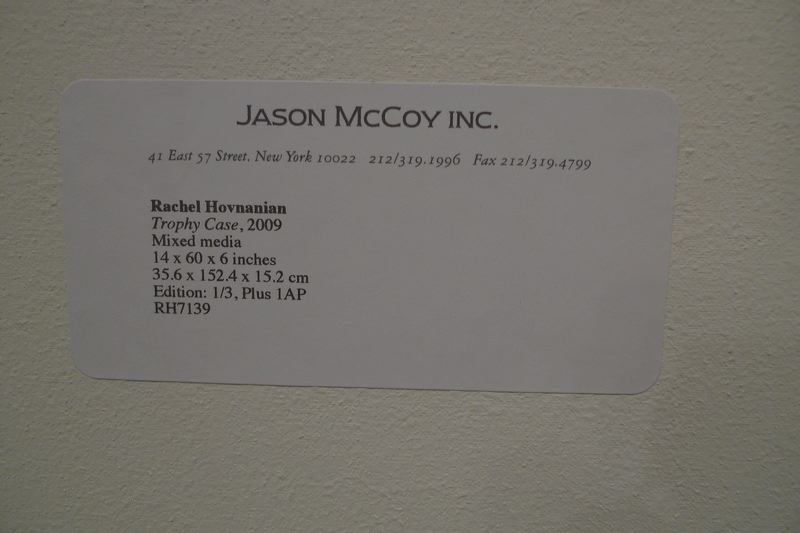 JASON MCCOY INC.
41 East 57 Street, New York 10022 212/319.1996 Fax 212/319.4799
Rachel Hovnanian
Trophy Case, 2009
Mixed media
14 x 60 x 6 inches
35.6 x 152.4 x 15.2 cm
Edition: 1/3, Plus 1AP
RH7139